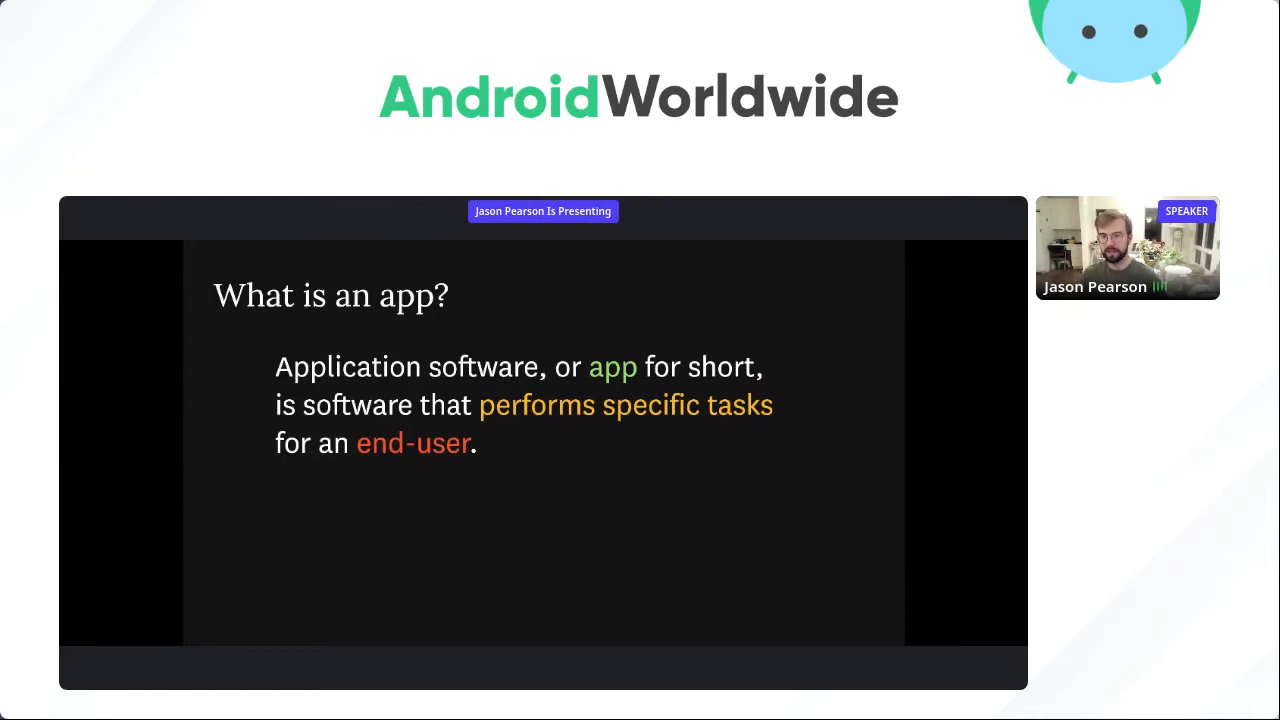 AndroidWorldwide
Jason Pearson Is Presenting
SPEAKER
Jason Pearson
What is an app?
Application software, or app for short,
is software that performs specific tasks
for an end-user.